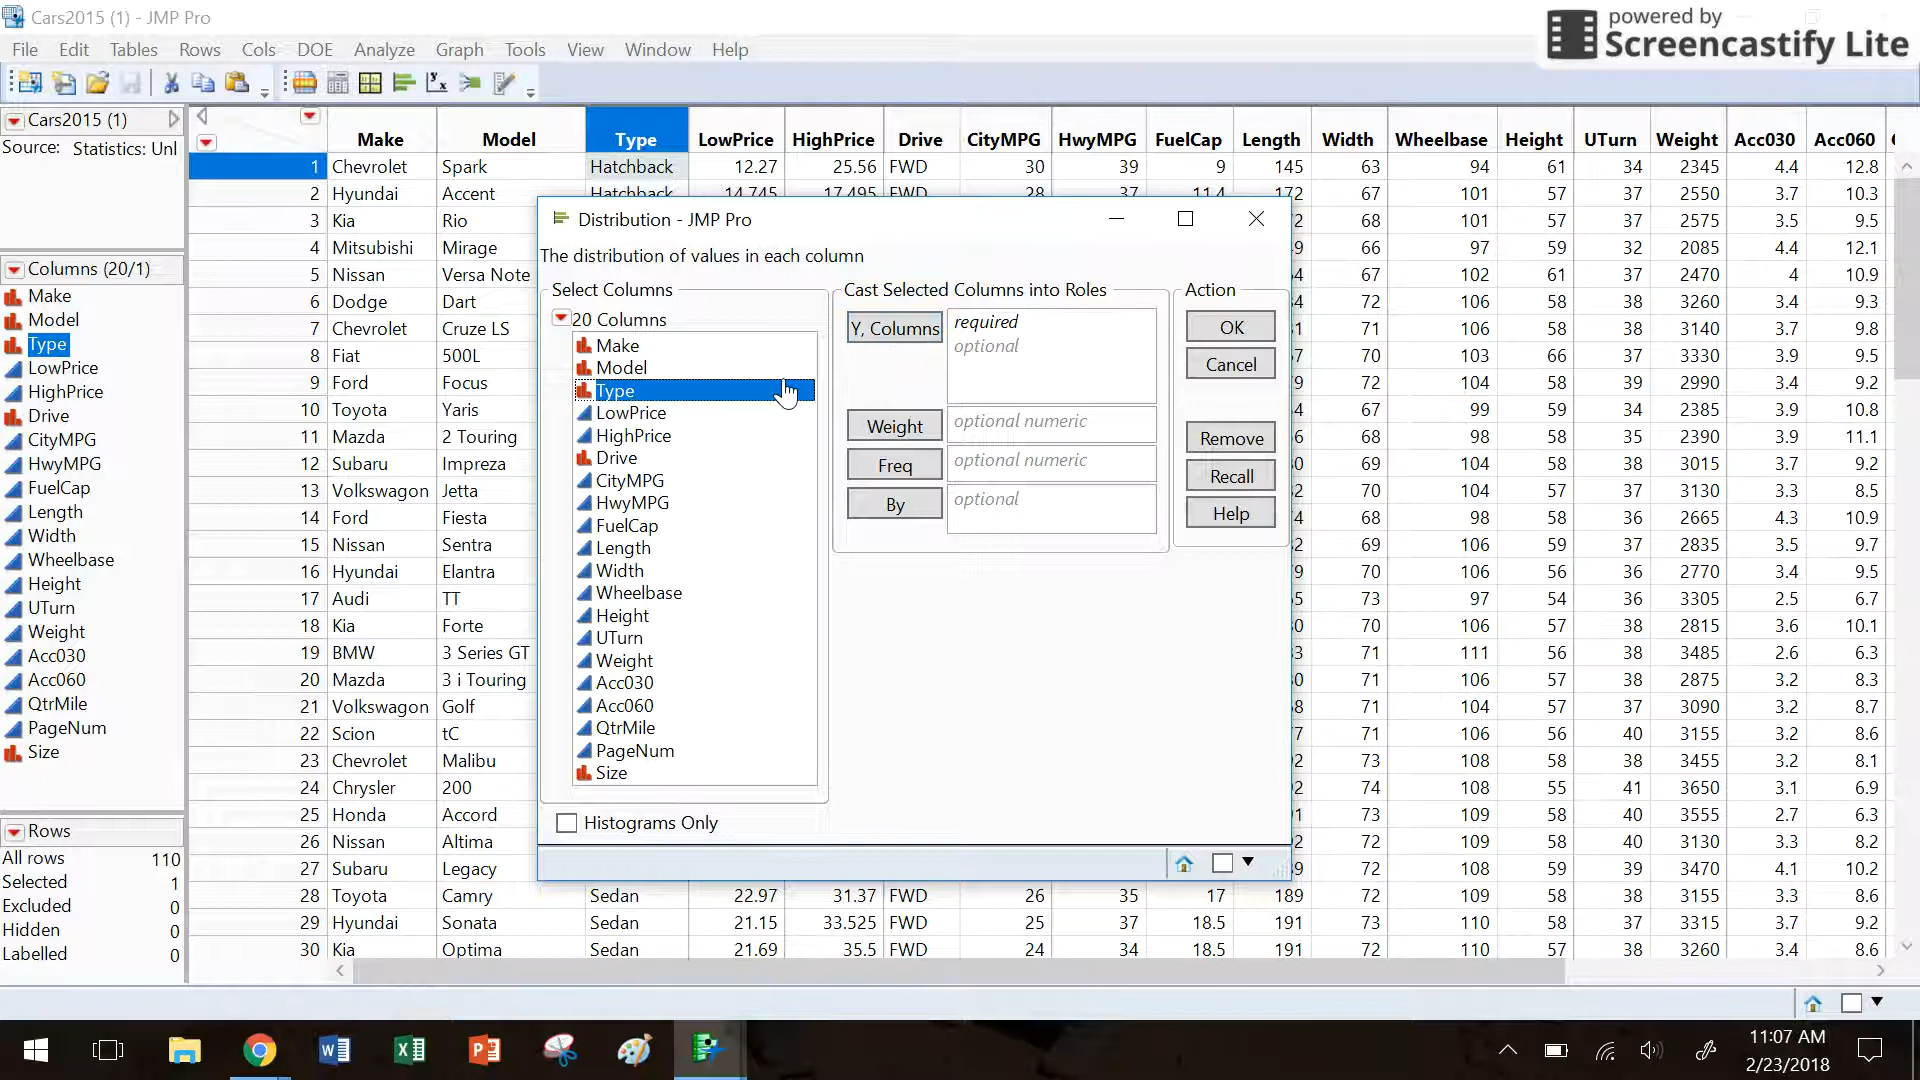 Cars2015 (1) - JMP Pro
powered by
Screencastify Lite
File Edit Tables Rows Cols DOE Analyze Graph Tools View Window Help
Cars2015 (1)
Source: Statistics: Unl
Columns (20/1)
Make
Model
Type
LowPrice
HighPrice
Drive
CityMPG
HwyMPG
FuelCap
Length
Width
Wheelbase
Height
UTurn
Weight
Acc030
Acc060
QtrMile
PageNum
Size
Rows
All rows 110
Selected 1
Excluded 0
Hidden 0
Labelled 0
Make Model Type LowPrice HighPrice Drive CityMPG HwyMPG FuelCap Length Width Wheelbase Height UTurn Weight Acc030 Acc060
1 Chevrolet Spark Hatchback 12.27 25.56 FWD 30 39 9 145 63 94 61 34 2345 4.4 12.8
2 Hyundai Accent Hatchback 14.745 17.495 FWD 28 37 11.4 172 67 101 57 37 2550 3.7 10.3
3 Kia Rio 68 101 57 37 2575 3.5 9.5
4 Mitsubishi Mirage 66 97 59 32 2085 4.4 12.1
5 Nissan Versa Note 67 102 61 37 2470 4 10.9
6 Dodge Dart 72 106 58 38 3260 3.4 9.3
7 Chevrolet Cruze LS 71 106 58 38 3140 3.7 9.8
8 Fiat 500L 70 103 66 37 3330 3.9 9.5
9 Ford Focus 72 104 58 39 2990 3.4 9.2
10 Toyota Yaris 67 99 59 34 2385 3.9 10.8
11 Mazda 2 Touring 68 98 58 35 2390 3.9 11.1
12 Subaru Impreza 69 104 58 37 3015 3.7 9.2
13 Volkswagon Jetta 70 104 57 37 3130 3.3 8.5
14 Ford Fiesta 68 98 58 36 2665 4.3 10.9
15 Nissan Sentra 69 106 59 37 2835 3.5 9.7
16 Hyundai Elantra 70 106 56 36 2770 3.4 9.5
17 Audi TT 73 97 54 36 3305 2.5 6.7
18 Kia Forte 70 106 57 38 2815 3.6 10.1
19 BMW 3 Series GT 71 111 56 38 3485 2.6 6.3
20 Mazda 3 i Touring 71 106 57 38 2875 3.2 8.3
21 Volkswagon Golf 71 104 57 37 3090 3.2 8.7
22 Scion tC 71 106 56 40 3155 3.2 8.6
23 Chevrolet Malibu 72 108 58 38 3455 3.2 8.1
24 Chrysler 200 74 108 55 41 3650 3.1 6.9
25 Honda Accord 73 109 58 40 3555 2.7 6.3
26 Nissan Altima 72 109 58 40 3130 3.3 8.2
27 Subaru Legacy 72 108 59 39 3470 4.1 10.2
28 Toyota Camry Sedan 22.97 31.37 FWD 26 35 17 189 72 109 58 38 3155 3.3 8.6
29 Hyundai Sonata Sedan 21.15 33.525 FWD 25 37 18.5 191 73 110 58 37 3315 3.7 9.2
30 Kia Optima Sedan 21.69 35.5 FWD 24 34 18.5 191 72 110 57 38 3260 3.4 8.6
Distribution - JMP Pro
The distribution of values in each column
Select Columns
20 Columns
Make
Model
Type
LowPrice
HighPrice
Drive
CityMPG
HwyMPG
FuelCap
Length
Width
Wheelbase
Height
UTurn
Weight
Acc030
Acc060
QtrMile
PageNum
Size
Histograms Only
Cast Selected Columns into Roles
Y, Columns required
optional
Weight optional numeric
Freq optional numeric
By optional
Action
OK
Cancel
Remove
Recall
Help
11:07 AM
2/23/2018